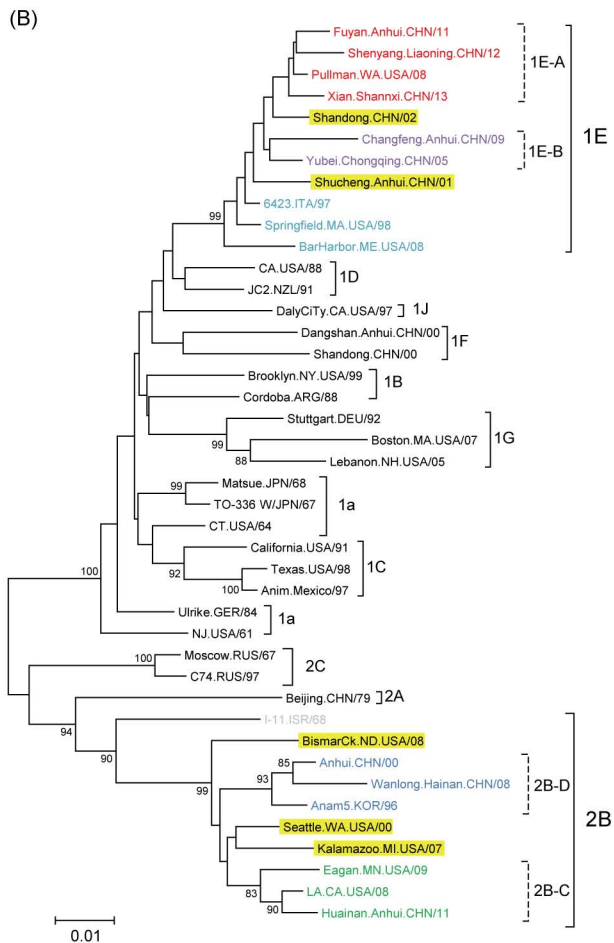 (B)
Fuyan.Anhui.CHN/11
Shenyang.Liaoning.CHN/12
Pullman.WA.USA/08
Xian.Shannxi.CHN/13
1E-A
Shandong.CHN/02
Changfeng.Anhui.CHN/09
Yubei.Chongqing.CHN/05
1E-B
1E
Shucheng.Anhui.CHN/01
6423.ITA/97
Springfield.MA.USA/98
99
BarHarbor.ME.USA/08
CA.USA/88
JC2.NZL/91
1D
DalyCiTy.CA.USA/97
1J
Dangshan.Anhui.CHN/00
Shandong.CHN/00
1F
Brooklyn.NY.USA/99
Cordoba.ARG/88
1B
Stuttgart.DEU/92
99
Boston.MA.USA/07
88
Lebanon.NH.USA/05
1G
Matsue.JPN/68
99
TO-336 W/JPN/67
CT.USA/64
1a
California.USA/91
92
Texas.USA/98
100
Anim.Mexico/97
1C
100
Ulrike.GER/84
NJ.USA/61
1a
Moscow.RUS/67
100
C74.RUS/97
2C
Beijing.CHN/79
2A
94
I-11.ISR/68
90
BismarCk.ND.USA/08
99
Anhui.CHN/00
85
Wanlong.Hainan.CHN/08
93
Anam5.KOR/96
2B-D
2B
Seattle.WA.USA/00
Kalamazoo.MI.USA/07
Eagan.MN.USA/09
83
LA.CA.USA/08
90
Huainan.Anhui.CHN/11
2B-C
0.01